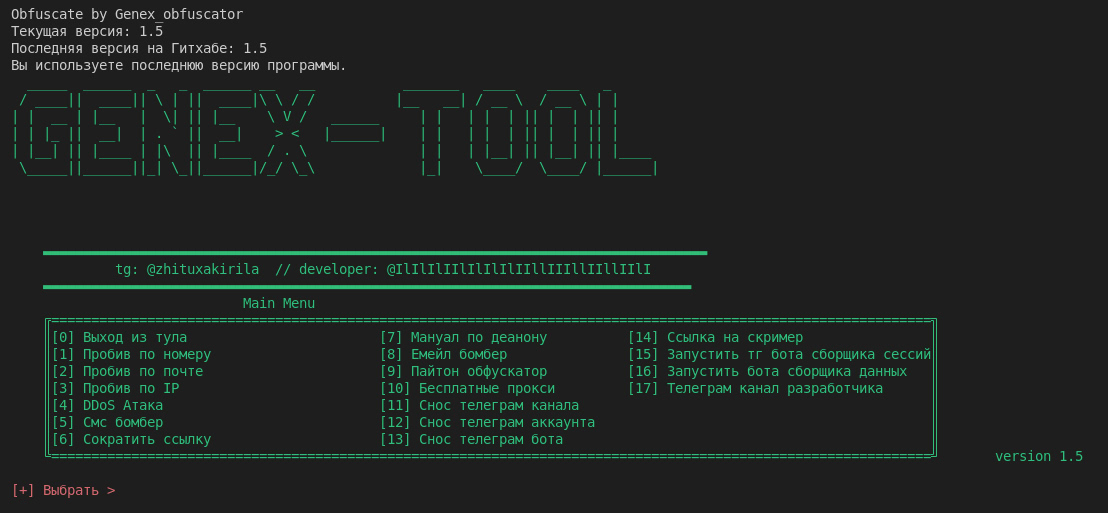 Obfuscate by Genex_obfuscator
Текущая версия: 1.5
Последняя версия на Гитхабе: 1.5
Вы используете последнюю версию программы.
GENEX-TOOL
tg: @zhituxakirila // developer: @IlIlIlIIlIlIlIlIIllIIIllIIllIIlI
Main Menu
[0] Выход из тула [7] Мануал по деанону [14] Ссылка на скример
[1] Пробив по номеру [8] Емейл бомбер [15] Запустить тг бота сборщика сессий
[2] Пробив по почте [9] Пайтон обфускатор [16] Запустить бота сборщика данных
[3] Пробив по IP [10] Бесплатные прокси [17] Телеграм канал разработчика
[4] DDoS Атака [11] Снос телеграм канала
[5] Смс бомбер [12] Снос телеграм аккаунта
[6] Сократить ссылку [13] Снос телеграм бота
version 1.5
[+] Выбрать >